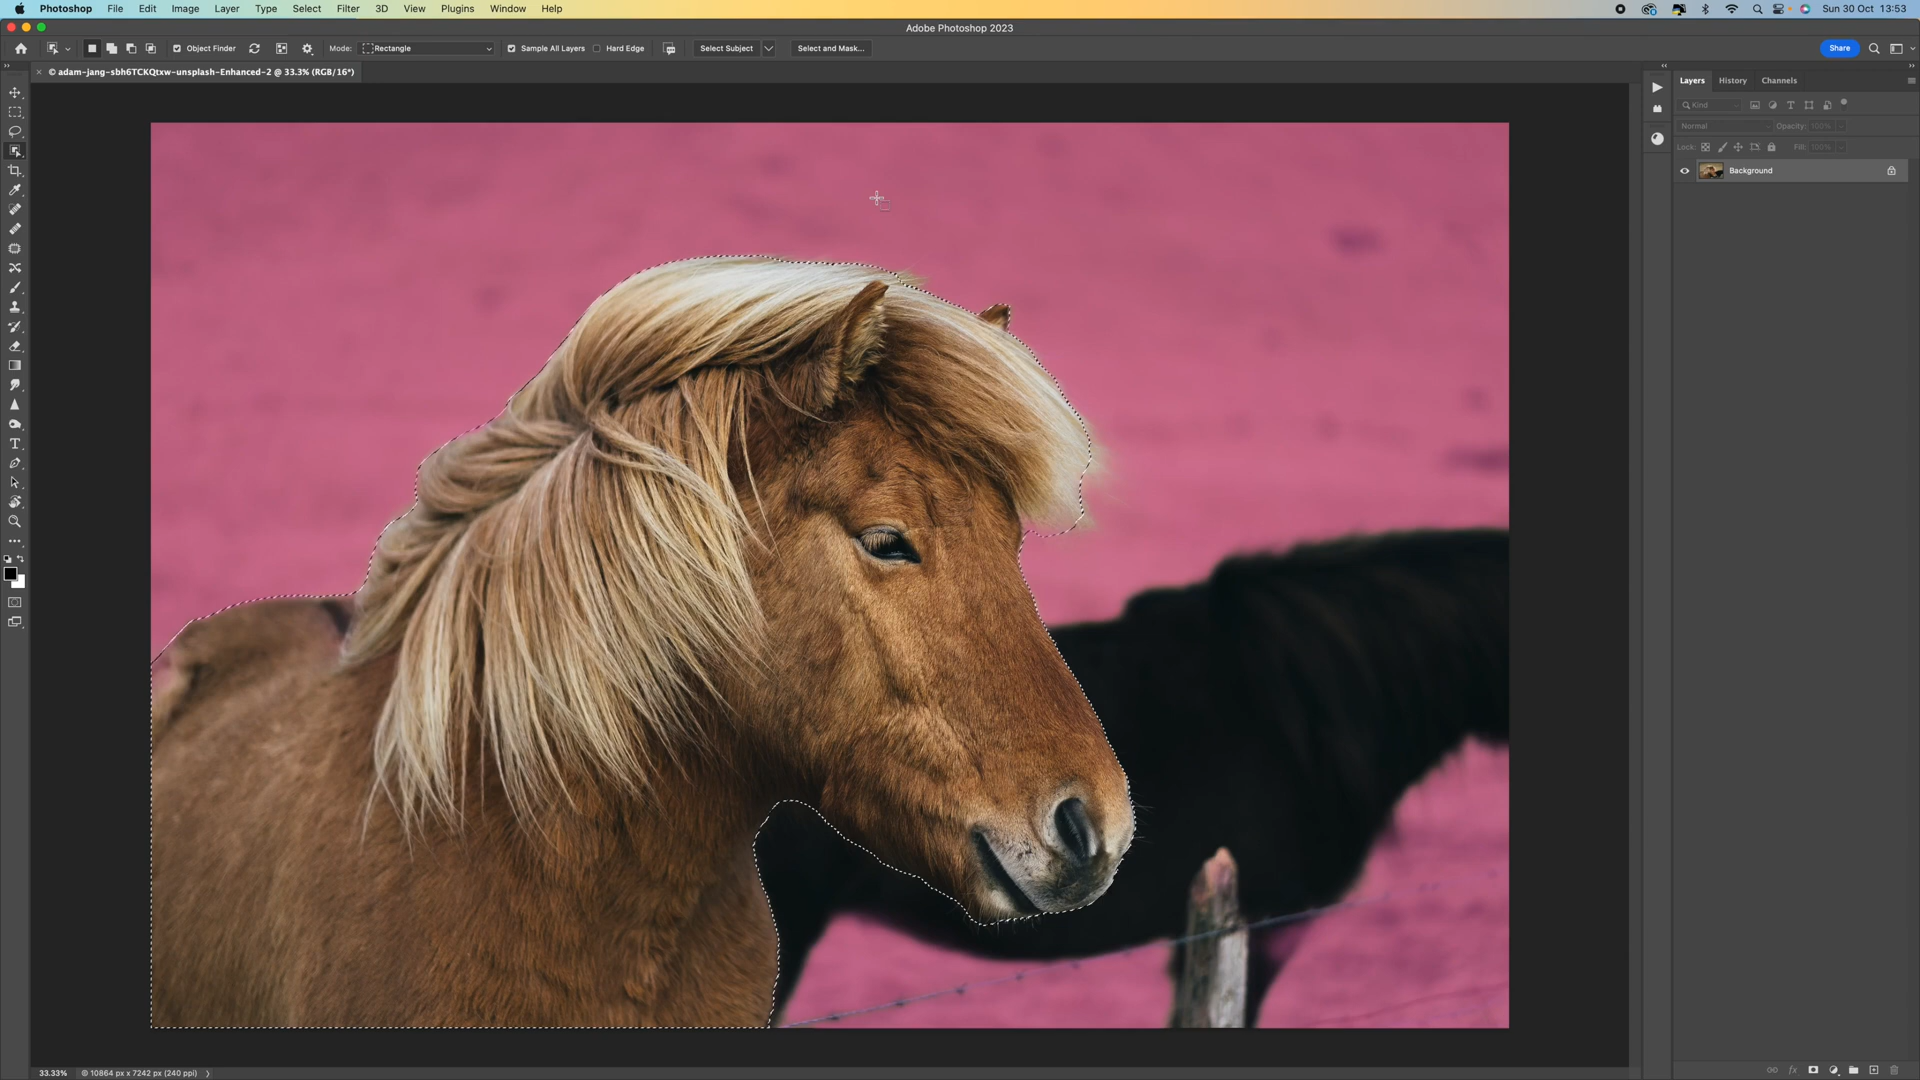 Photoshop File Edit Image Layer Type Select Filter 3D View Plugins Window Help Sun 30 Oct 13:53
Adobe Photoshop 2023
Object Finder Mode: Rectangle Sample All Layers Hard Edge Select Subject Select and Mask... Share
× © adam-jang-sbh6TCKQtxw-unsplash-Enhanced-2 @ 33.3% (RGB/16*)
Layers History Channels
Kind
Normal Opacity: 100%
Lock: Fill: 100%
Background
33.33% 10864 px x 7242 px (240 ppi)